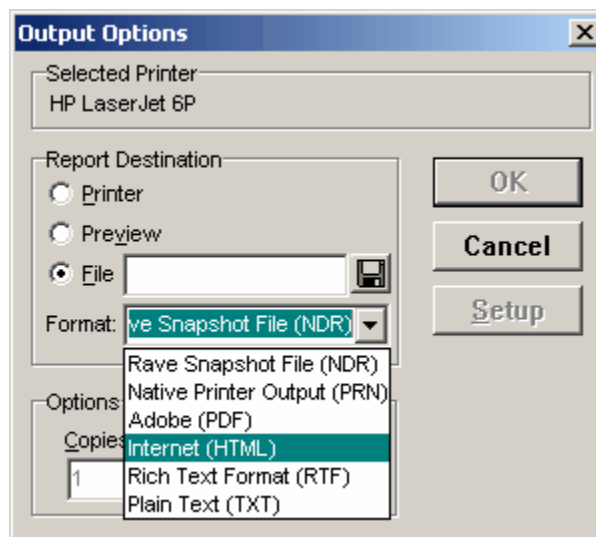 Output Options
Selected Printer
HP LaserJet 6P
Report Destination
Printer
Preview
File
Format: ve Snapshot File (NDR)
Rave Snapshot File (NDR)
Native Printer Output (PRN)
Adobe (PDF)
Internet (HTML)
Rich Text Format (RTF)
Plain Text (TXT)
Options
Copies
1
OK
Cancel
Setup